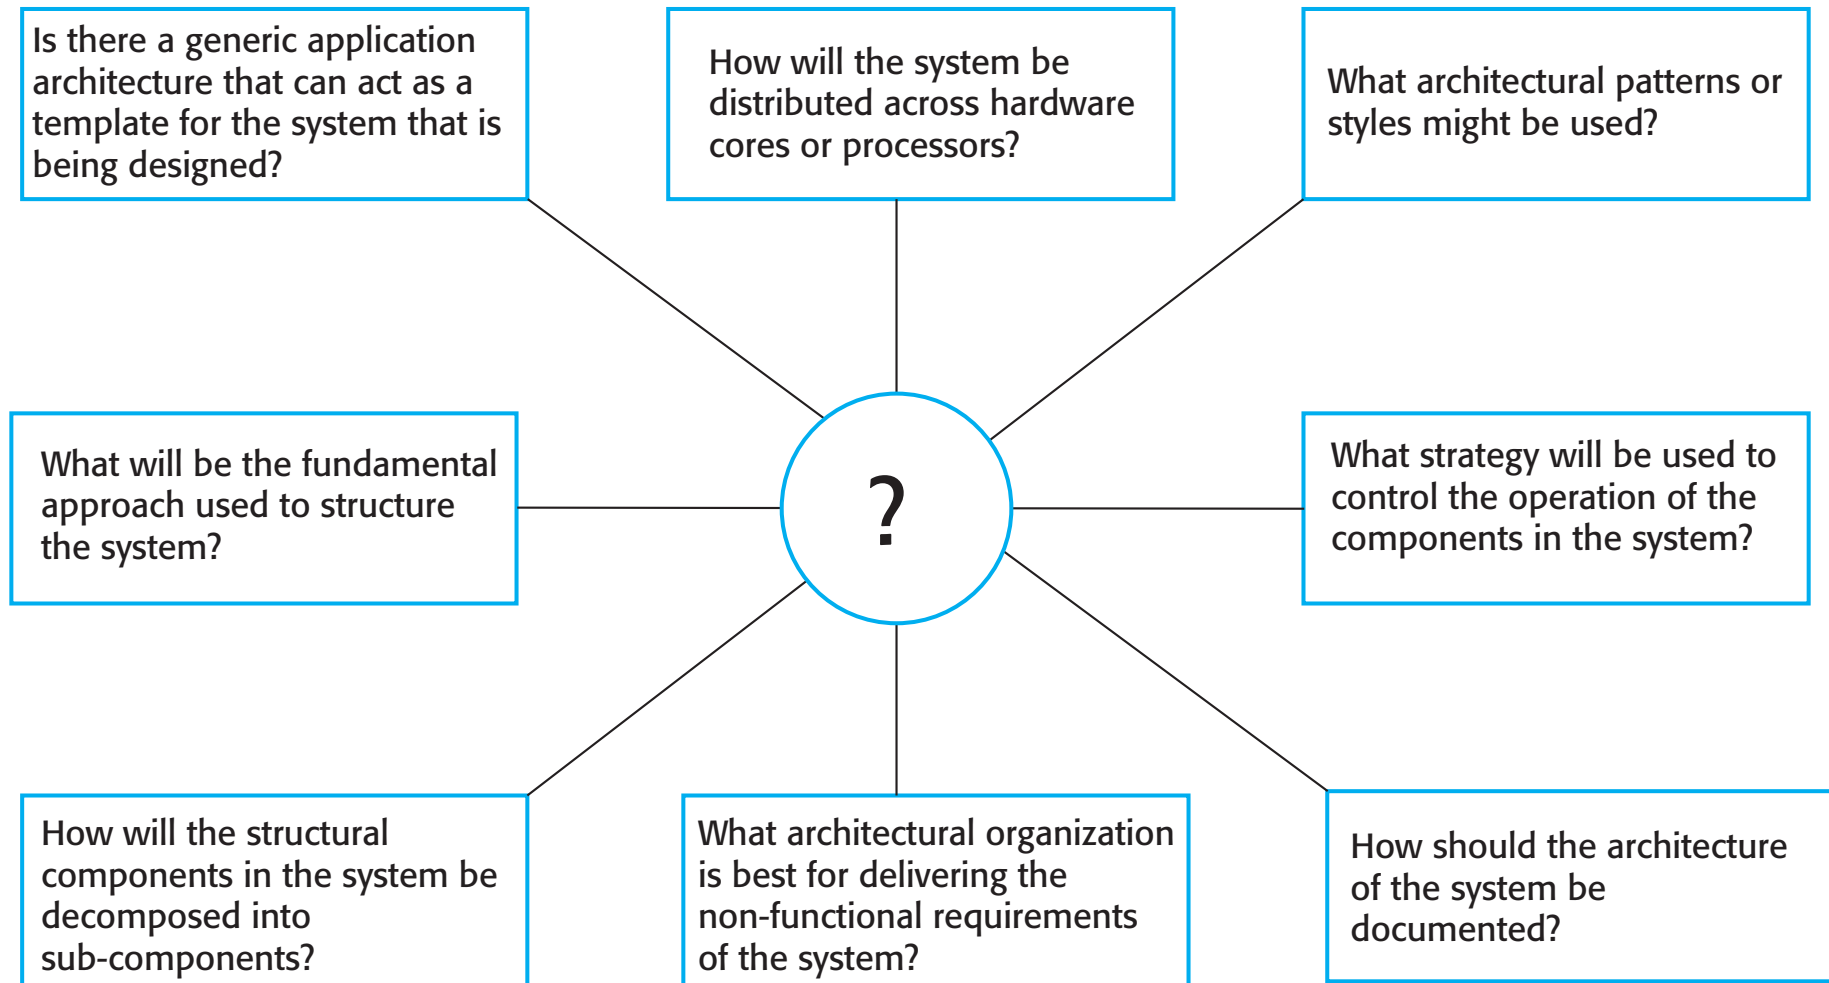 Is there a generic application
architecture that can act as a
template for the system that is
being designed?
How will the system be
distributed across hardware
cores or processors?
What architectural patterns or
styles might be used?
What will be the fundamental
approach used to structure
the system?
?
What strategy will be used to
control the operation of the
components in the system?
How will the structural
components in the system be
decomposed into
sub-components?
What architectural organization
is best for delivering the
non-functional requirements
of the system?
How should the architecture
of the system be
documented?